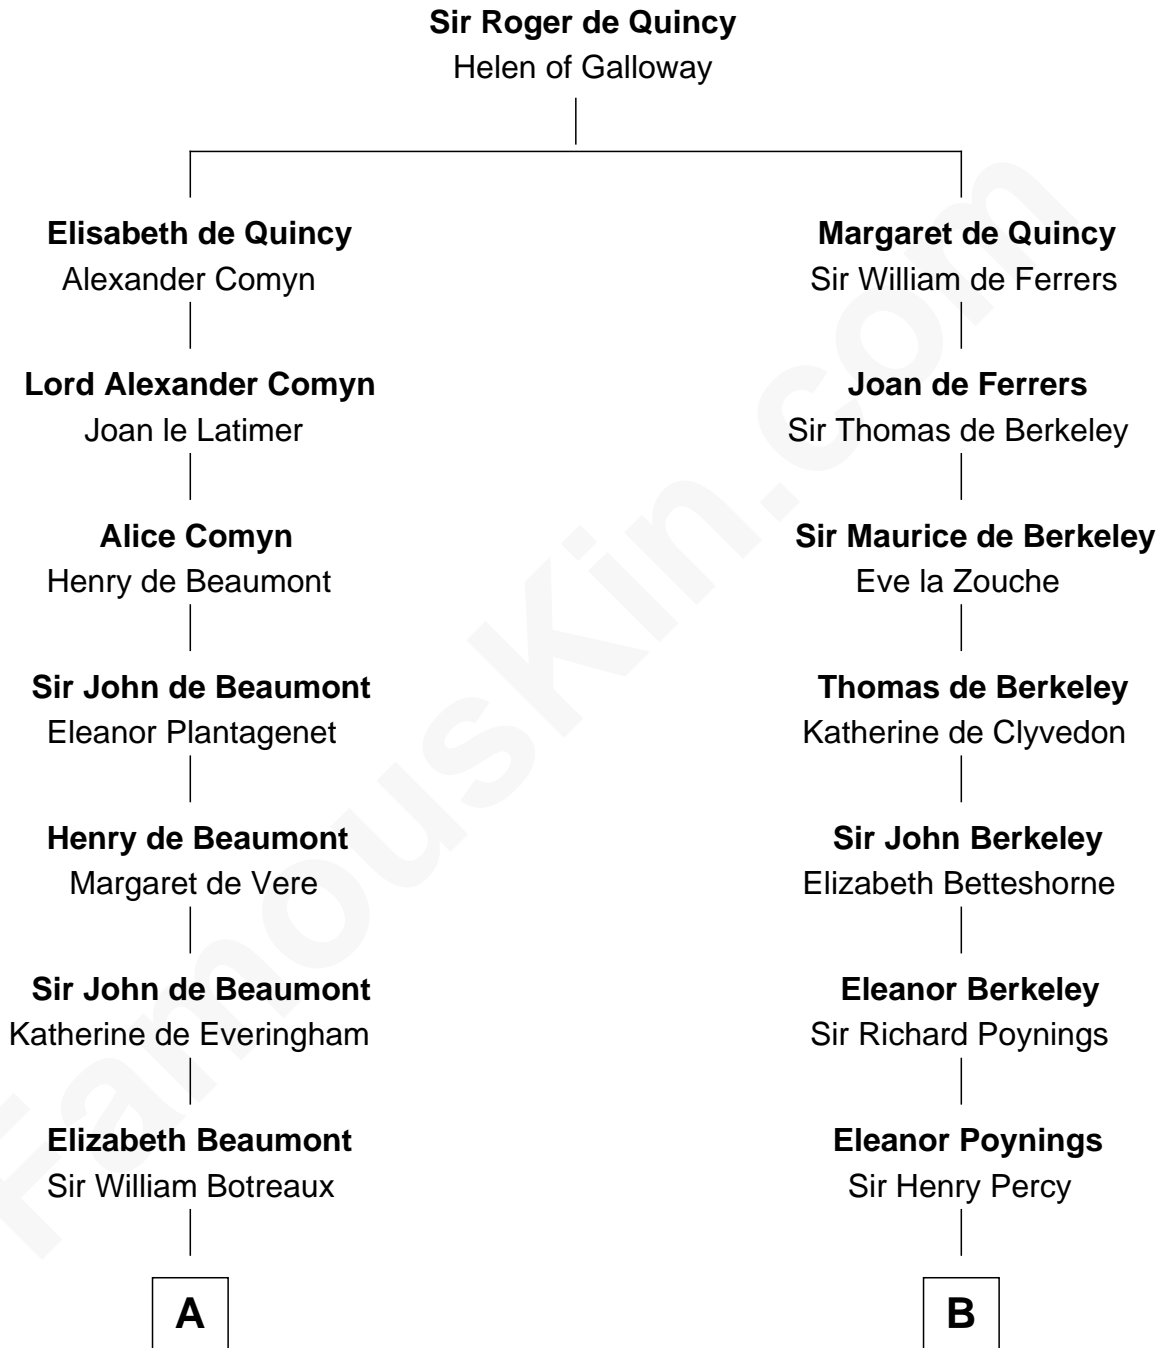 Sir Roger de Quincy
Helen of Galloway
Elisabeth de Quincy
Alexander Comyn
Margaret de Quincy
Sir William de Ferrers
Lord Alexander Comyn
Joan le Latimer
Joan de Ferrers
Sir Thomas de Berkeley
Alice Comyn
Henry de Beaumont
Sir Maurice de Berkeley
Eve la Zouche
Sir John de Beaumont
Eleanor Plantagenet
Thomas de Berkeley
Katherine de Clyvedon
Henry de Beaumont
Margaret de Vere
Sir John Berkeley
Elizabeth Betteshorne
Sir John de Beaumont
Katherine de Everingham
Eleanor Berkeley
Sir Richard Poynings
Elizabeth Beaumont
Sir William Botreaux
Eleanor Poynings
Sir Henry Percy
A
B
FamousKin.com